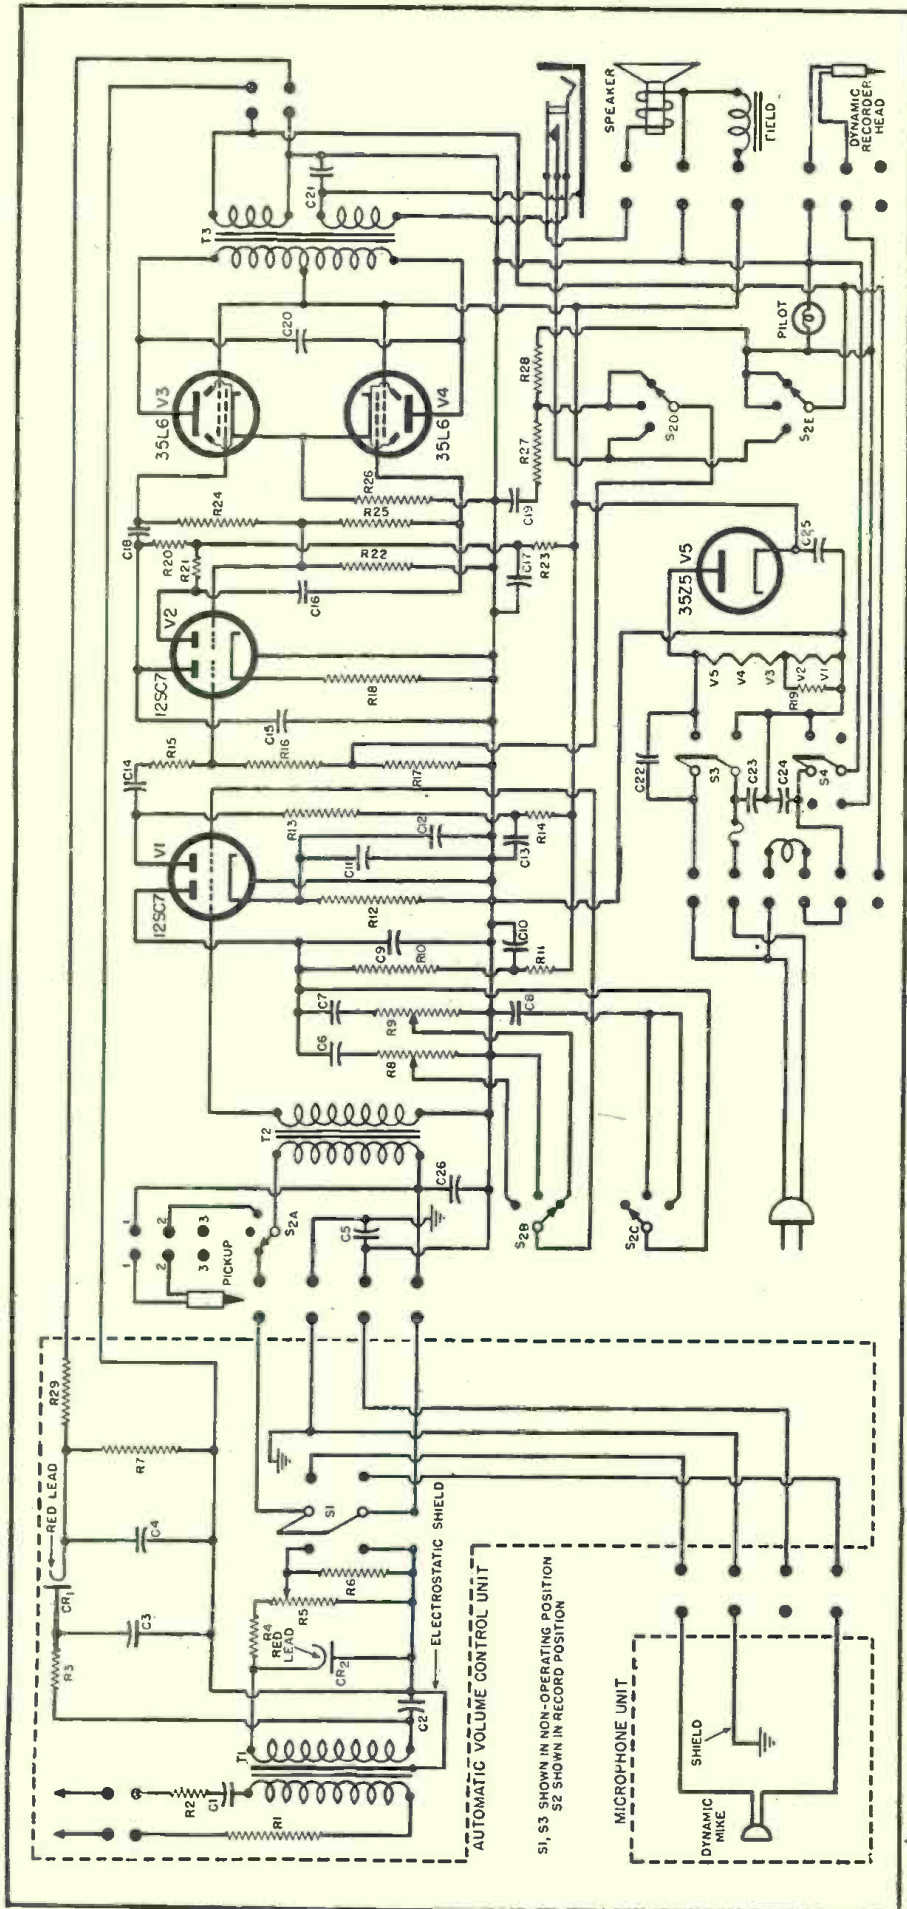 R29
RED LEAD
R7
C4
CR1
C3
R3
R2
C1
R1
T1
C2
CR2
RED LEAD
R4
R5
R6
S1
ELECTROSTATIC SHIELD
AUTOMATIC VOLUME CONTROL UNIT
S1, S3 SHOWN IN NON-OPERATING POSITION
S2 SHOWN IN RECORD POSITION
MICROPHONE UNIT
SHIELD
DYNAMIC MIKE
1
2
3
1
2
3
PICKUP
S2A
C5
C26
T2
C6
C7
R8
R9
C8
S2B
S2C
12SC7
V1
C9
R10
C10
R11
R12
C11
C12
R13
C13
R14
C14
R15
R16
R17
C15
12SC7
V2
R18
C16
R22
R21
R20
C18
R24
R25
R26
C17
R23
C19
R27
R28
S2D
S2E
35L6
V3
35L6
V4
C20
T3
C21
SPEAKER
FIELD
DYNAMIC RECORDER HEAD
PILOT
35Z5
V5
C25
V5
V4
V3
V2
V1
R19
C22
S3
C23
C24
S4